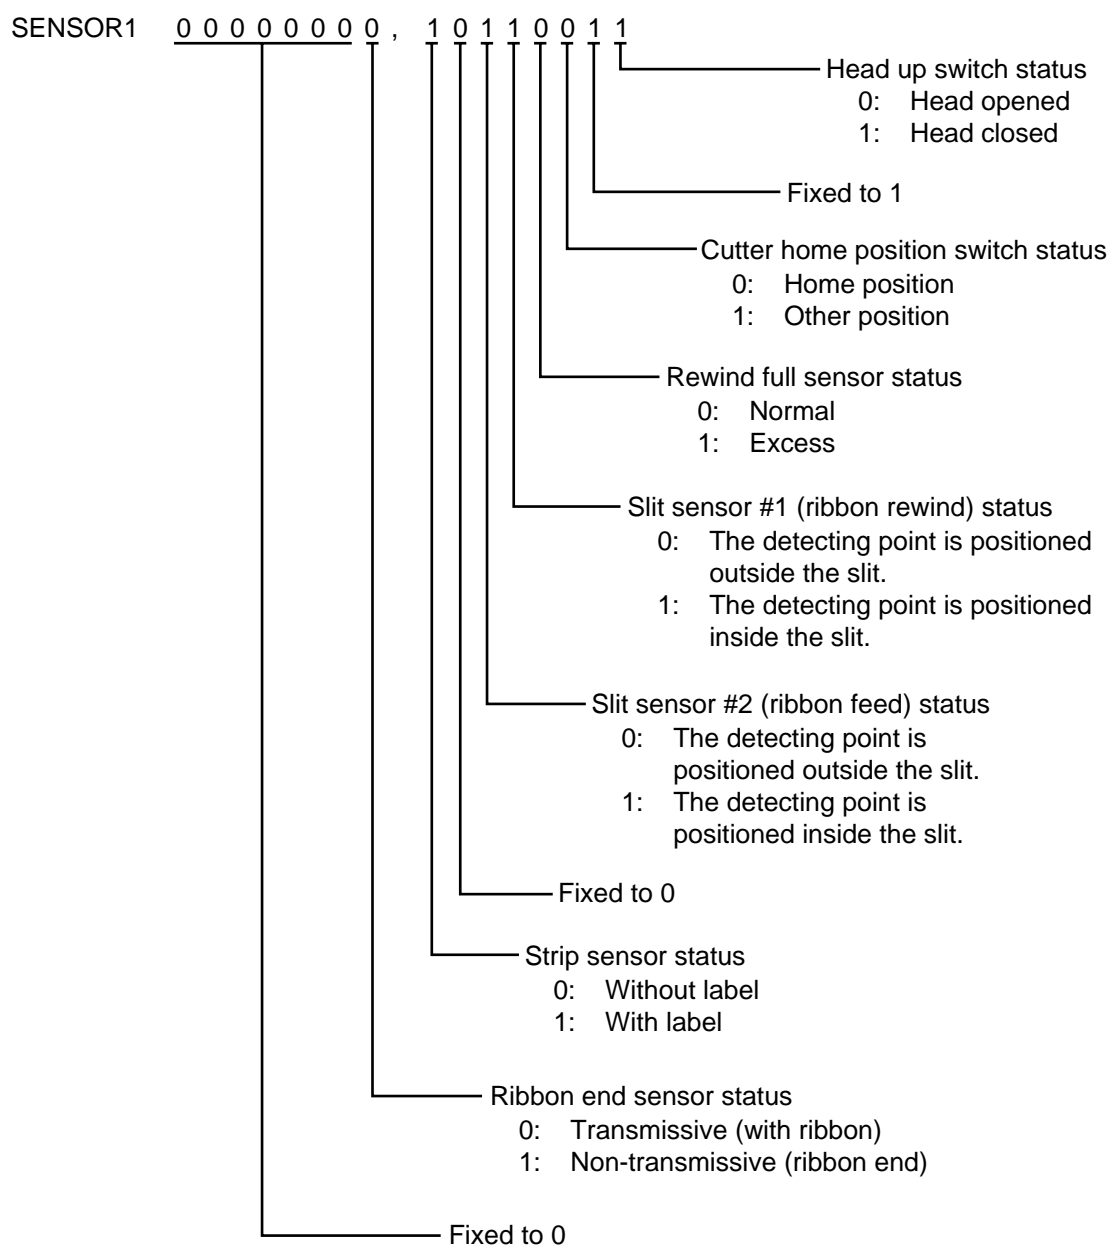 SENSOR1 0 0 0 0 0 0 0 0 , 1 0 1 1 0 0 1 1
Head up switch status
0: Head opened
1: Head closed
Fixed to 1
Cutter home position switch status
0: Home position
1: Other position
Rewind full sensor status
0: Normal
1: Excess
Slit sensor #1 (ribbon rewind) status
0: The detecting point is positioned
outside the slit.
1: The detecting point is positioned
inside the slit.
Slit sensor #2 (ribbon feed) status
0: The detecting point is
positioned outside the slit.
1: The detecting point is
positioned inside the slit.
Fixed to 0
Strip sensor status
0: Without label
1: With label
Ribbon end sensor status
0: Transmissive (with ribbon)
1: Non-transmissive (ribbon end)
Fixed to 0